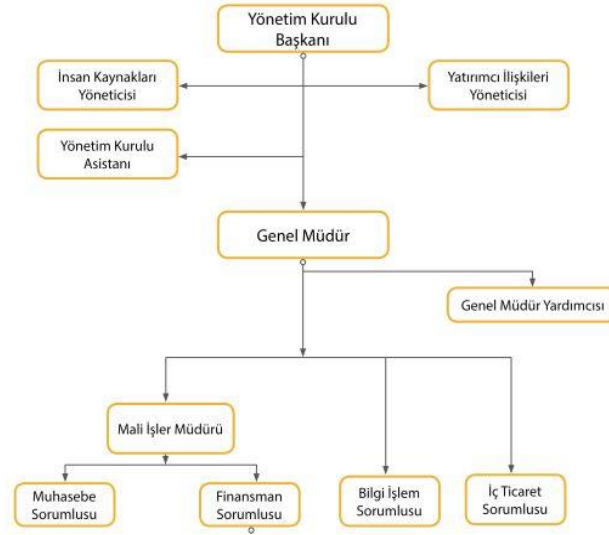 Yönetim Kurulu
Başkanı
İnsan Kaynakları
Yöneticisi
Yatırımcı İlişkileri
Yöneticisi
Yönetim Kurulu
Asistanı
Genel Müdür
Genel Müdür Yardımcısı
Mali İşler Müdürü
Muhasebe
Sorumlusu
Finansman
Sorumlusu
Bilgi İşlem
Sorumlusu
İç Ticaret
Sorumlusu